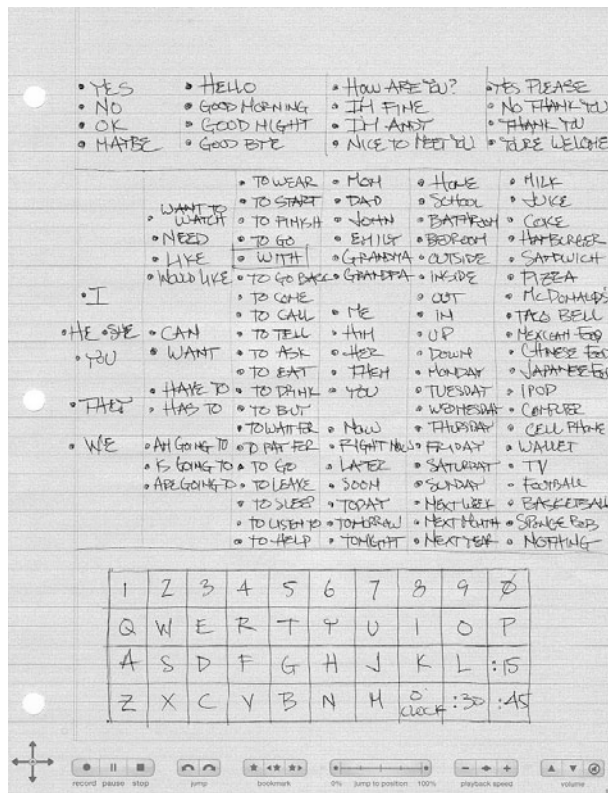 • YES • HELLO • HOW ARE YOU? • YES PLEASE
• NO • GOOD MORNING • I'M FINE • NO THANK YOU
• OK • GOOD NIGHT • I'M ANDY • THANK YOU
• MAYBE • GOOD BYE • NICE TO MEET YOU • YOU'RE WELCOME
• TO WEAR • MOM • HOME • MILK
• WANT TO • TO START • DAD • SCHOOL • JUICE
WATCH • TO FINISH • JOHN • BATHROOM • COKE
• NEED • TO GO • EMILY • BEDROOM • HAMBURGER
• LIKE • WITH • GRANDMA • OUTSIDE • SANDWICH
• WOULD LIKE • TO GO BACK • GRANDPA • INSIDE • PIZZA
• I • TO COME • OUT • McDONALD'S
• TO CALL • ME • IN • TACO BELL
• HE • SHE • CAN • TO TELL • HIM • UP • MEXICAN FOOD
• YOU • WANT • TO ASK • HER • DOWN • CHINESE FOOD
• TO EAT • THEM • MONDAY • JAPANESE FOOD
• HAVE TO • TO DRINK • YOU • TUESDAY • IPOD
• THEY • HAS TO • TO BUY • WEDNESDAY • COMPUTER
• TO WAIT FER • NOW • THURSDAY • CELL PHONE
• WE • AM GOING TO • TO PAY FER • RIGHT NOW • FRIDAY • WALLET
• IS GOING TO • TO GO • LATER • SATURDAY • TV
• ARE GOING TO • TO LEAVE • SOON • SUNDAY • FOOTBALL
• TO SLEEP • TODAY • NEXT WEEK • BASKETBALL
• TO LISTEN TO • TOMORROW • NEXT MONTH • SPONGE BOB
• TO HELP • TONIGHT • NEXT YEAR • NOTHING
1 2 3 4 5 6 7 8 9 0
Q W E R T Y U I O P
A S D F G H J K L :15
Z X C V B N M O'CLOCK :30 :45
record pause stop jump bookmark 0% jump to position 100% playback speed volume